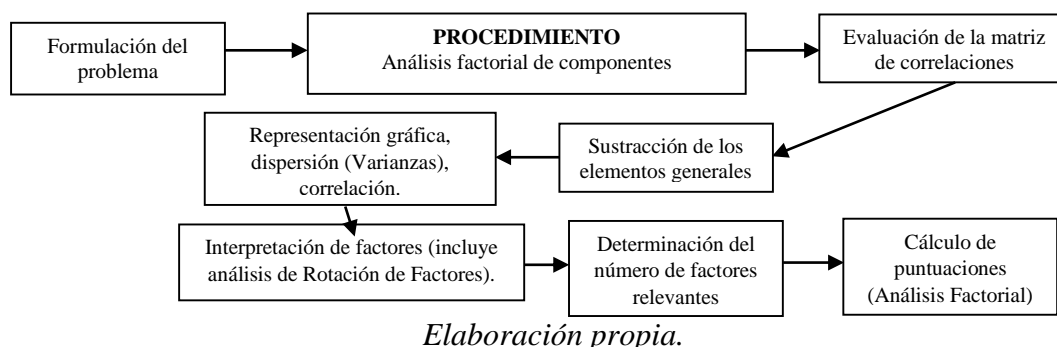 Formulación del
problema
PROCEDIMIENTO
Análisis factorial de componentes
Evaluación de la matriz
de correlaciones
Sustracción de los
elementos generales
Representación gráfica,
dispersión (Varianzas),
correlación.
Interpretación de factores (incluye
análisis de Rotación de Factores).
Determinación del
número de factores
relevantes
Cálculo de
puntuaciones
(Análisis Factorial)
Elaboración propia.